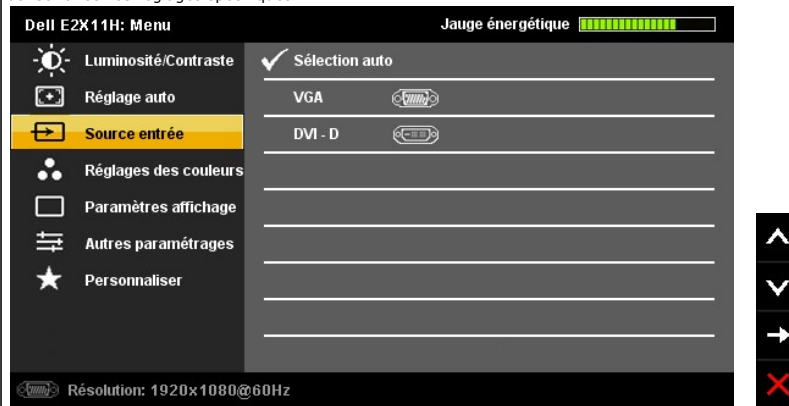 Dell E2X11H: Menu
Jauge énergétique
Luminosité/Contraste
Sélection auto
Réglage auto
VGA
Source entrée
DVI - D
Réglages des couleurs
Paramètres affichage
Autres paramétrages
Personnaliser
Résolution: 1920x1080@60Hz